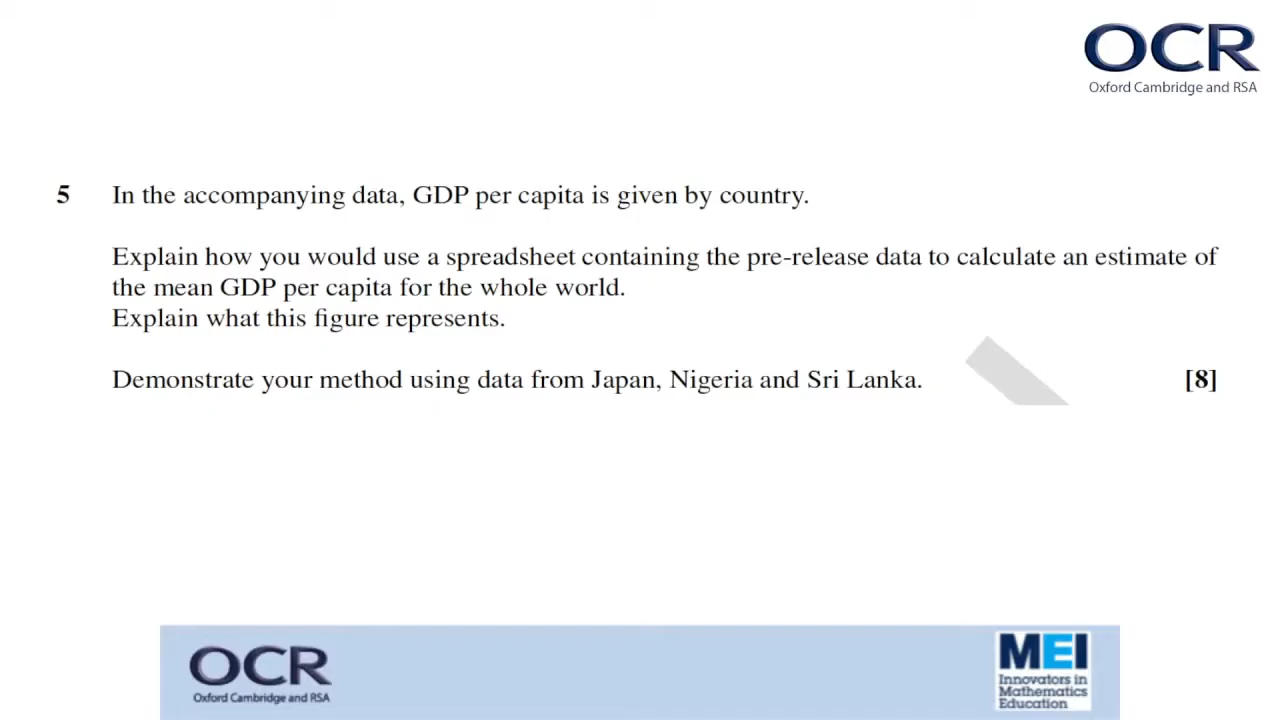 OCR
Oxford Cambridge and RSA
5 In the accompanying data, GDP per capita is given by country.
Explain how you would use a spreadsheet containing the pre-release data to calculate an estimate of
the mean GDP per capita for the whole world.
Explain what this figure represents.
Demonstrate your method using data from Japan, Nigeria and Sri Lanka. [8]
OCR
Oxford Cambridge and RSA
MEI
Innovators in
Mathematics
Education